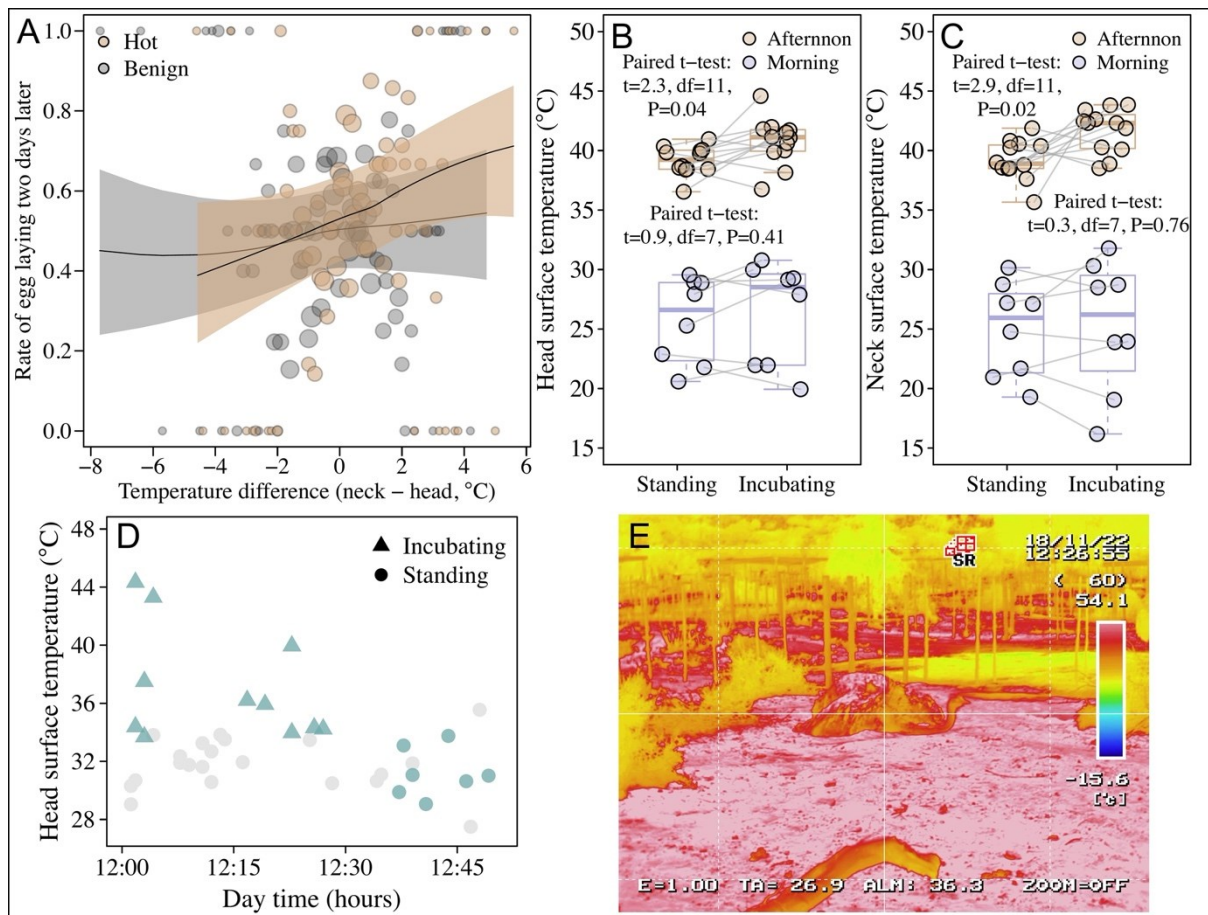 A
Hot
Benign
1.0
0.8
0.6
0.4
0.2
0.0
Rate of egg laying two days later
−8
−6
−4
−2
0
2
4
6
Temperature difference (neck − head, °C)
B
Afternnon
Morning
Paired t−test:
t=2.3, df=11,
P=0.04
Paired t−test:
t=0.9, df=7, P=0.41
50
45
40
35
30
25
20
15
Head surface temperature (°C)
Standing
Incubating
C
Afternnon
Morning
Paired t−test:
t=2.9, df=11,
P=0.02
Paired t−test:
t=0.3, df=7, P=0.76
50
45
40
35
30
25
20
15
Neck surface temperature (°C)
Standing
Incubating
D
Incubating
Standing
48
44
40
36
32
28
Head surface temperature (°C)
12:00
12:15
12:30
12:45
Day time (hours)
E
18/11/22
12:26:55
SR
( 60)
54.1
-15.6
[°C]
E=1.00 TA= 26.9 ALM: 36.3 ZOOM=OFF